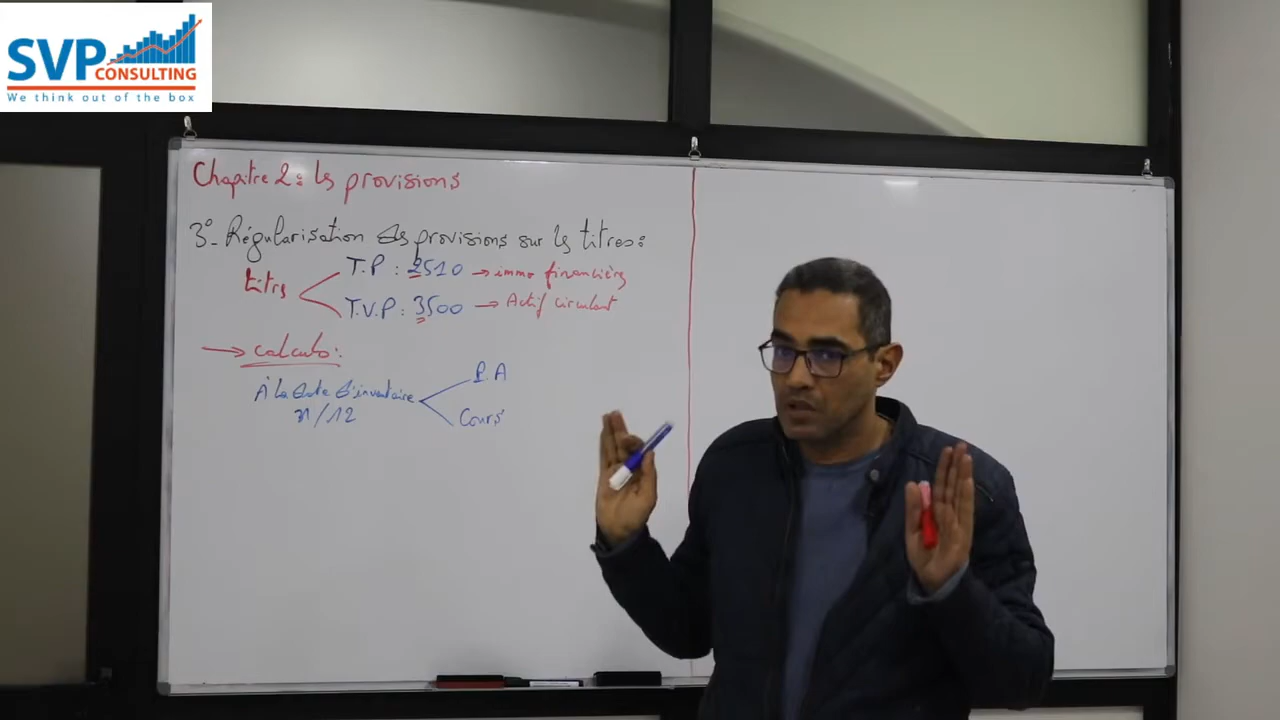 SVP
CONSULTING
We think out of the box
Chapitre 2: les provisions
3°- Régularisation des provisions sur les titres:
titres
T.P : 2510 → immo financières
T.V.P : 3500 → Actif circulant
→ calculs:
À la date d'inventaire
31/12
P.A
Cours